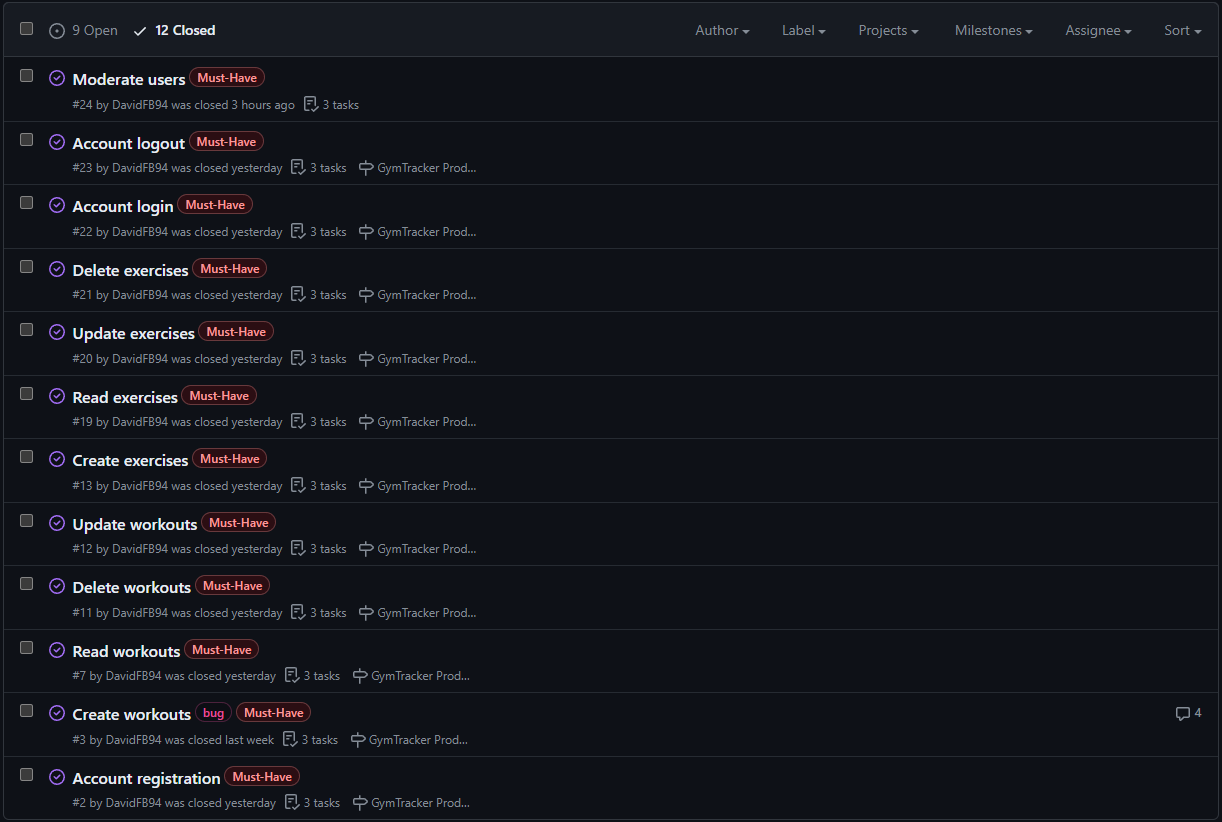 9 Open 12 Closed Author Label Projects Milestones Assignee Sort
Moderate users Must-Have
#24 by DavidFB94 was closed 3 hours ago 3 tasks
Account logout Must-Have
#23 by DavidFB94 was closed yesterday 3 tasks GymTracker Prod...
Account login Must-Have
#22 by DavidFB94 was closed yesterday 3 tasks GymTracker Prod...
Delete exercises Must-Have
#21 by DavidFB94 was closed yesterday 3 tasks GymTracker Prod...
Update exercises Must-Have
#20 by DavidFB94 was closed yesterday 3 tasks GymTracker Prod...
Read exercises Must-Have
#19 by DavidFB94 was closed yesterday 3 tasks GymTracker Prod...
Create exercises Must-Have
#13 by DavidFB94 was closed yesterday 3 tasks GymTracker Prod...
Update workouts Must-Have
#12 by DavidFB94 was closed yesterday 3 tasks GymTracker Prod...
Delete workouts Must-Have
#11 by DavidFB94 was closed yesterday 3 tasks GymTracker Prod...
Read workouts Must-Have
#7 by DavidFB94 was closed yesterday 3 tasks GymTracker Prod...
Create workouts bug Must-Have 4
#3 by DavidFB94 was closed last week 3 tasks GymTracker Prod...
Account registration Must-Have
#2 by DavidFB94 was closed yesterday 3 tasks GymTracker Prod...